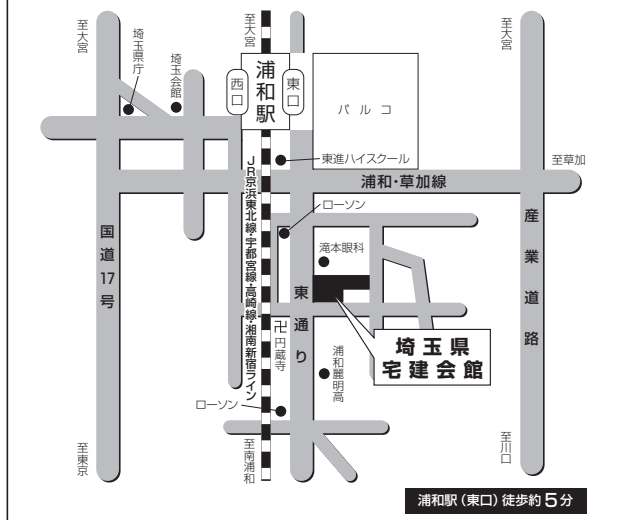 至大宮
埼玉県庁
埼玉会館
至大宮
浦和駅
西口
東口
パルコ
至大宮
東進ハイスクール
至草加
浦和・草加線
JR京浜東北線・宇都宮線・高崎線・湘南新宿ライン
ローソン
滝本眼科
国道17号
東通り
産業道路
卍円蔵寺
埼玉県
宅建会館
浦和麗明高
ローソン
至東京
至南浦和
至川口
浦和駅（東口）徒歩約5分